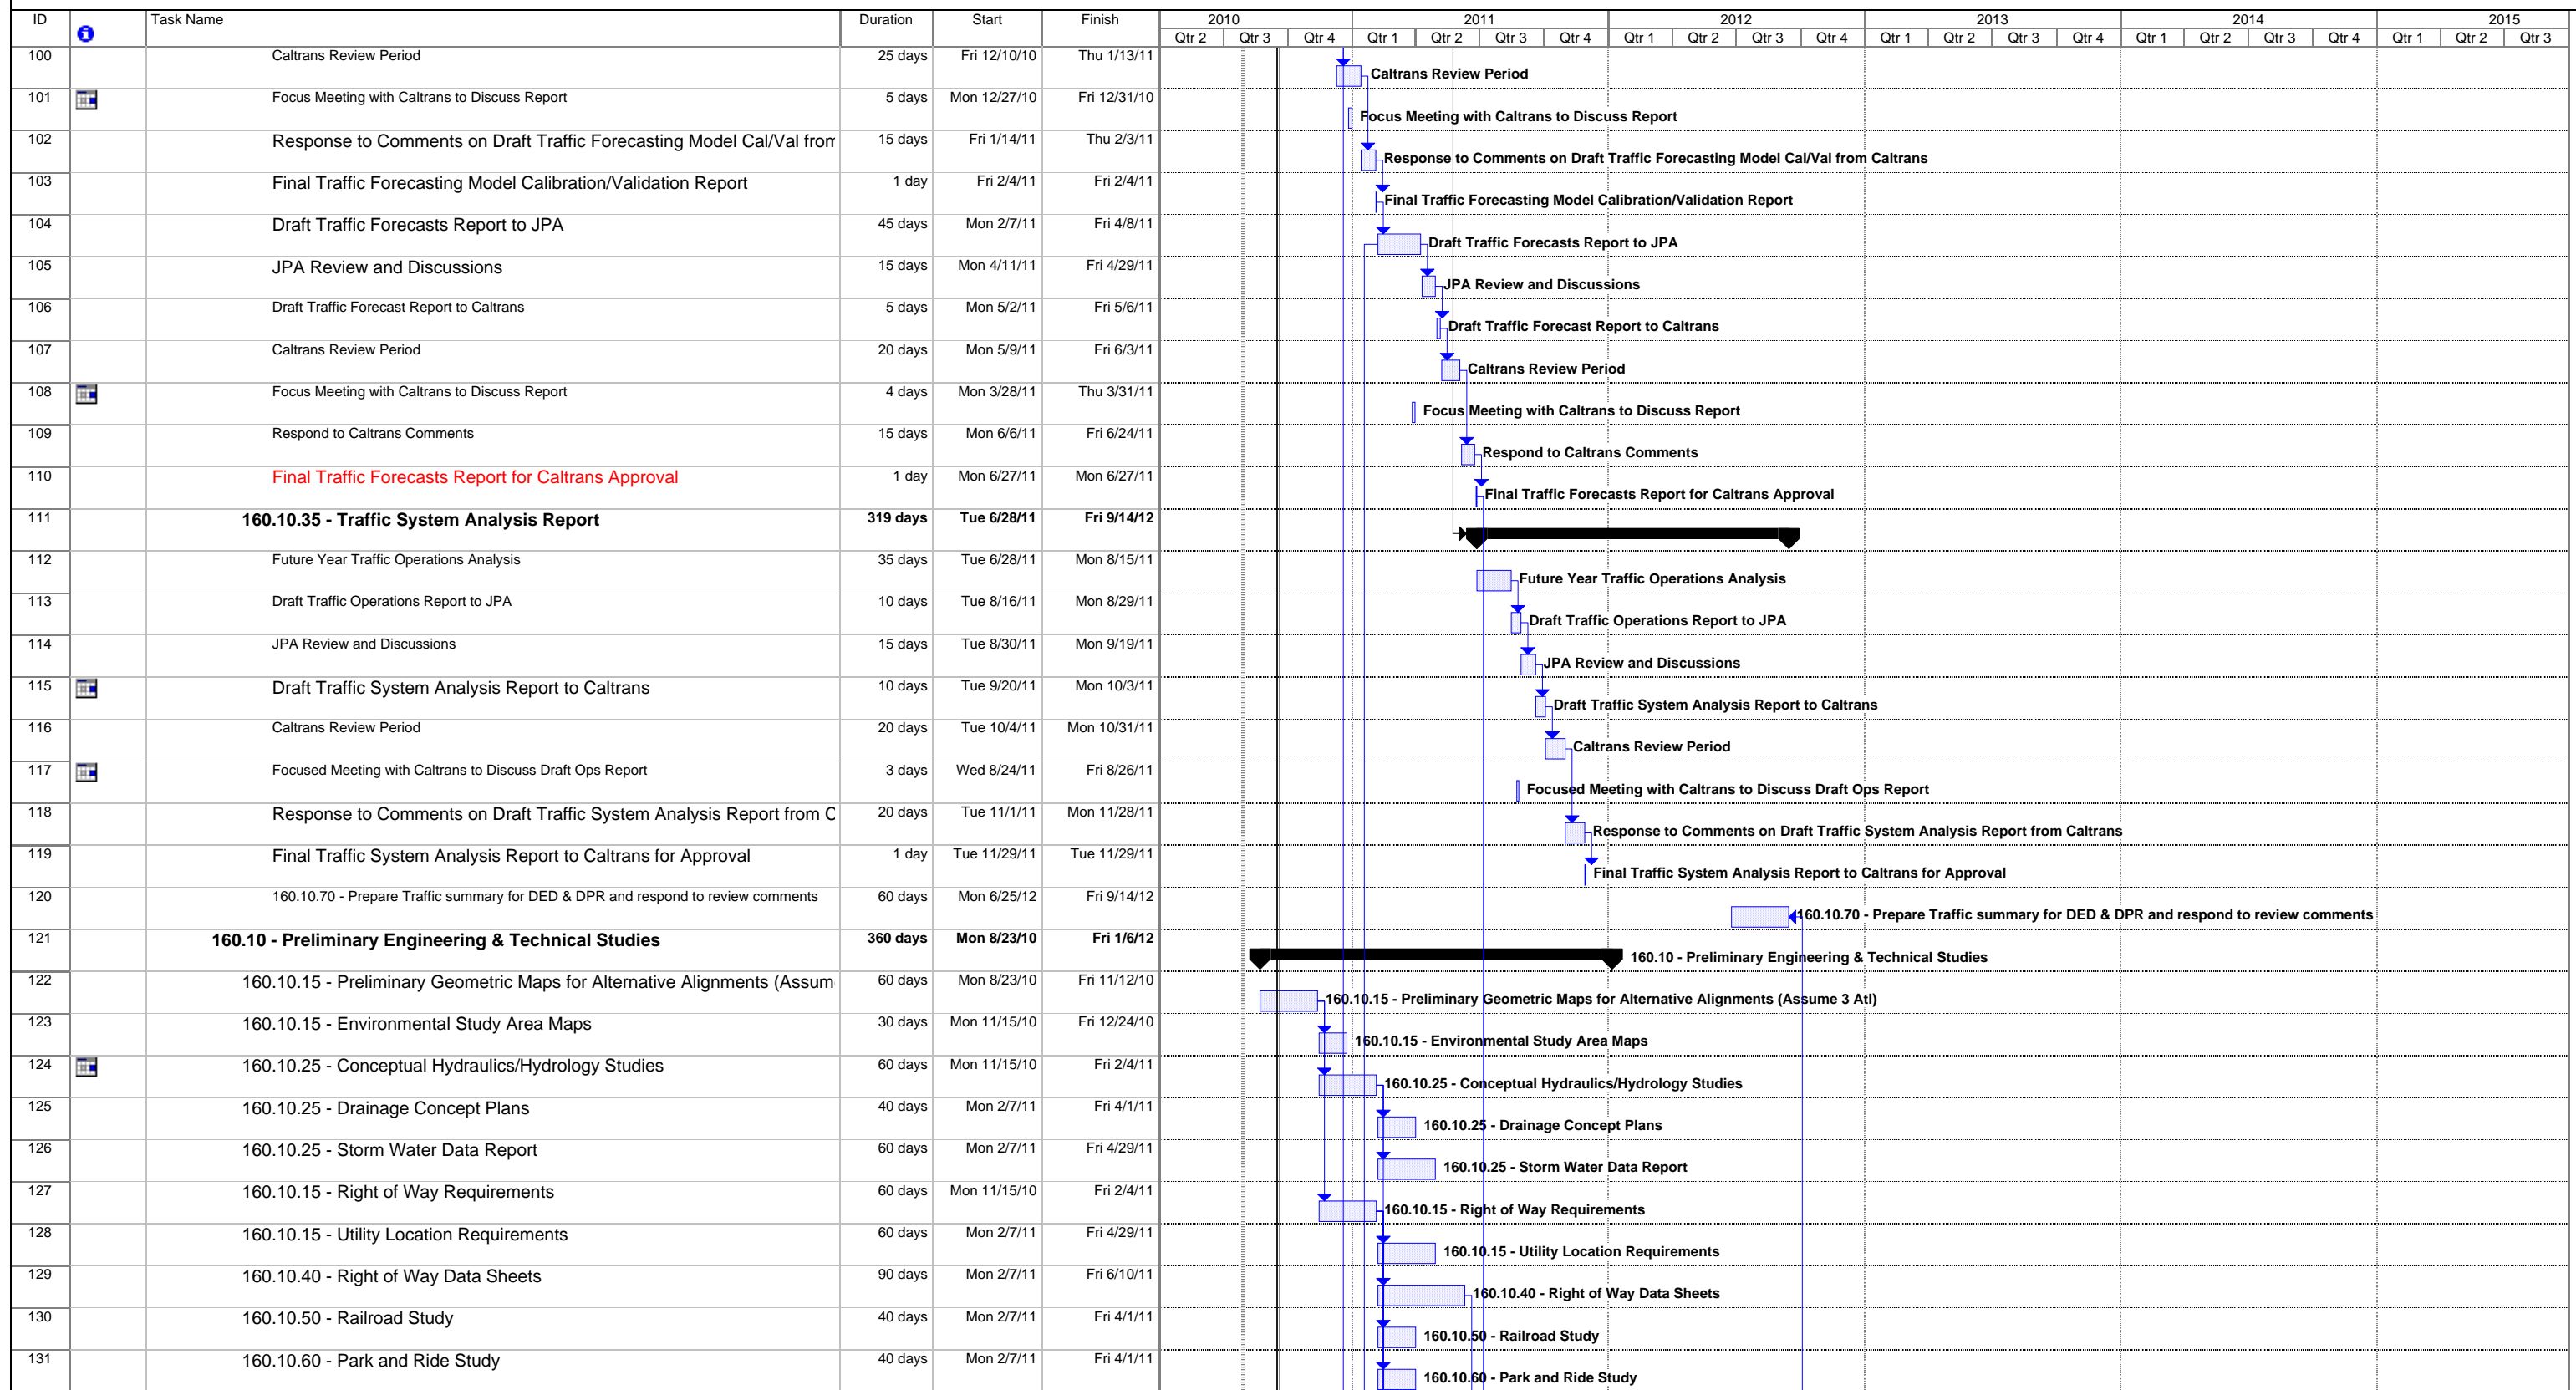 ID Task Name Duration Start Finish 2010 2011 2012 2013 2014 2015
Qtr 2 Qtr 3 Qtr 4 Qtr 1 Qtr 2 Qtr 3 Qtr 4 Qtr 1 Qtr 2 Qtr 3 Qtr 4 Qtr 1 Qtr 2 Qtr 3 Qtr 4 Qtr 1 Qtr 2 Qtr 3 Qtr 4 Qtr 1 Qtr 2 Qtr 3
100 Caltrans Review Period 25 days Fri 12/10/10 Thu 1/13/11
Caltrans Review Period
101 Focus Meeting with Caltrans to Discuss Report 5 days Mon 12/27/10 Fri 12/31/10
Focus Meeting with Caltrans to Discuss Report
102 Response to Comments on Draft Traffic Forecasting Model Cal/Val from 15 days Fri 1/14/11 Thu 2/3/11
Response to Comments on Draft Traffic Forecasting Model Cal/Val from Caltrans
103 Final Traffic Forecasting Model Calibration/Validation Report 1 day Fri 2/4/11 Fri 2/4/11
Final Traffic Forecasting Model Calibration/Validation Report
104 Draft Traffic Forecasts Report to JPA 45 days Mon 2/7/11 Fri 4/8/11
Draft Traffic Forecasts Report to JPA
105 JPA Review and Discussions 15 days Mon 4/11/11 Fri 4/29/11
JPA Review and Discussions
106 Draft Traffic Forecast Report to Caltrans 5 days Mon 5/2/11 Fri 5/6/11
Draft Traffic Forecast Report to Caltrans
107 Caltrans Review Period 20 days Mon 5/9/11 Fri 6/3/11
Caltrans Review Period
108 Focus Meeting with Caltrans to Discuss Report 4 days Mon 3/28/11 Thu 3/31/11
Focus Meeting with Caltrans to Discuss Report
109 Respond to Caltrans Comments 15 days Mon 6/6/11 Fri 6/24/11
Respond to Caltrans Comments
110 Final Traffic Forecasts Report for Caltrans Approval 1 day Mon 6/27/11 Mon 6/27/11
Final Traffic Forecasts Report for Caltrans Approval
111 160.10.35 - Traffic System Analysis Report 319 days Tue 6/28/11 Fri 9/14/12
112 Future Year Traffic Operations Analysis 35 days Tue 6/28/11 Mon 8/15/11
Future Year Traffic Operations Analysis
113 Draft Traffic Operations Report to JPA 10 days Tue 8/16/11 Mon 8/29/11
Draft Traffic Operations Report to JPA
114 JPA Review and Discussions 15 days Tue 8/30/11 Mon 9/19/11
JPA Review and Discussions
115 Draft Traffic System Analysis Report to Caltrans 10 days Tue 9/20/11 Mon 10/3/11
Draft Traffic System Analysis Report to Caltrans
116 Caltrans Review Period 20 days Tue 10/4/11 Mon 10/31/11
Caltrans Review Period
117 Focused Meeting with Caltrans to Discuss Draft Ops Report 3 days Wed 8/24/11 Fri 8/26/11
Focused Meeting with Caltrans to Discuss Draft Ops Report
118 Response to Comments on Draft Traffic System Analysis Report from C 20 days Tue 11/1/11 Mon 11/28/11
Response to Comments on Draft Traffic System Analysis Report from Caltrans
119 Final Traffic System Analysis Report to Caltrans for Approval 1 day Tue 11/29/11 Tue 11/29/11
Final Traffic System Analysis Report to Caltrans for Approval
120 160.10.70 - Prepare Traffic summary for DED & DPR and respond to review comments 60 days Mon 6/25/12 Fri 9/14/12
160.10.70 - Prepare Traffic summary for DED & DPR and respond to review comments
121 160.10 - Preliminary Engineering & Technical Studies 360 days Mon 8/23/10 Fri 1/6/12
160.10 - Preliminary Engineering & Technical Studies
122 160.10.15 - Preliminary Geometric Maps for Alternative Alignments (Assum 60 days Mon 8/23/10 Fri 11/12/10
160.10.15 - Preliminary Geometric Maps for Alternative Alignments (Assume 3 Atl)
123 160.10.15 - Environmental Study Area Maps 30 days Mon 11/15/10 Fri 12/24/10
160.10.15 - Environmental Study Area Maps
124 160.10.25 - Conceptual Hydraulics/Hydrology Studies 60 days Mon 11/15/10 Fri 2/4/11
160.10.25 - Conceptual Hydraulics/Hydrology Studies
125 160.10.25 - Drainage Concept Plans 40 days Mon 2/7/11 Fri 4/1/11
160.10.25 - Drainage Concept Plans
126 160.10.25 - Storm Water Data Report 60 days Mon 2/7/11 Fri 4/29/11
160.10.25 - Storm Water Data Report
127 160.10.15 - Right of Way Requirements 60 days Mon 11/15/10 Fri 2/4/11
160.10.15 - Right of Way Requirements
128 160.10.15 - Utility Location Requirements 60 days Mon 2/7/11 Fri 4/29/11
160.10.15 - Utility Location Requirements
129 160.10.40 - Right of Way Data Sheets 90 days Mon 2/7/11 Fri 6/10/11
160.10.40 - Right of Way Data Sheets
130 160.10.50 - Railroad Study 40 days Mon 2/7/11 Fri 4/1/11
160.10.50 - Railroad Study
131 160.10.60 - Park and Ride Study 40 days Mon 2/7/11 Fri 4/1/11
160.10.60 - Park and Ride Study